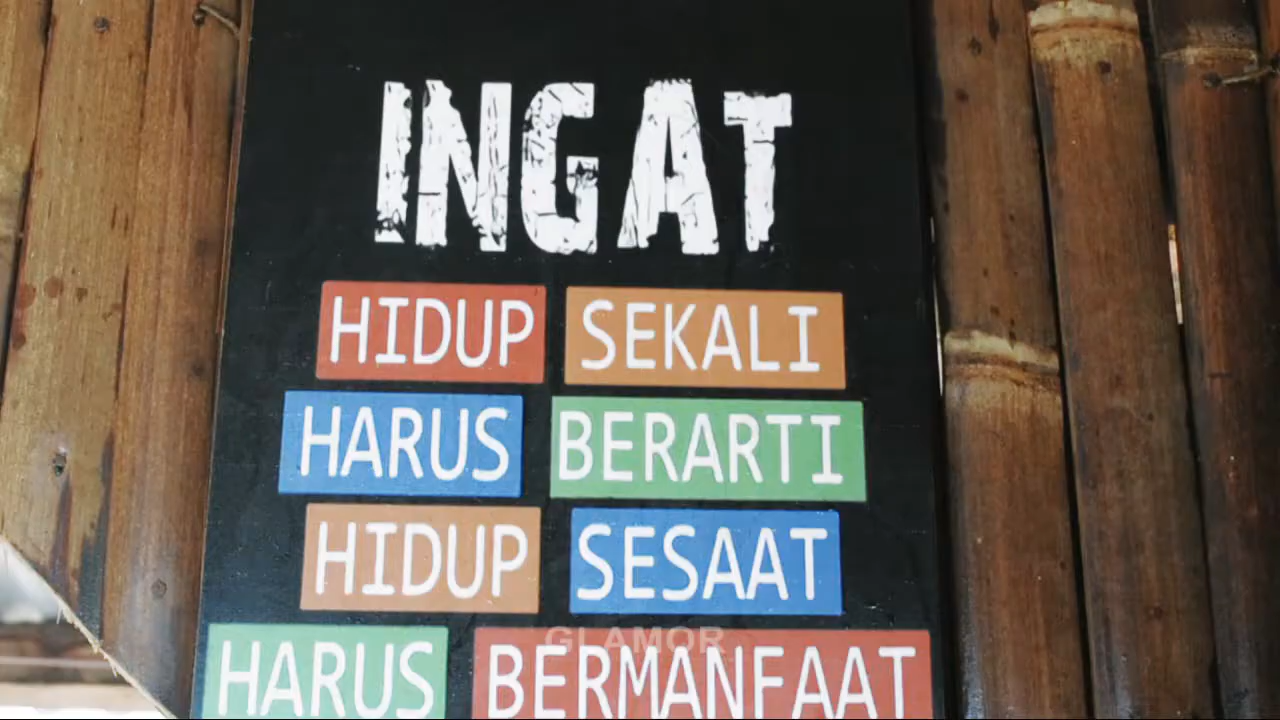 INGAT
HIDUP SEKALI
HARUS BERARTI
HIDUP SESAAT
HARUS BERMANFAAT
GLAMOR